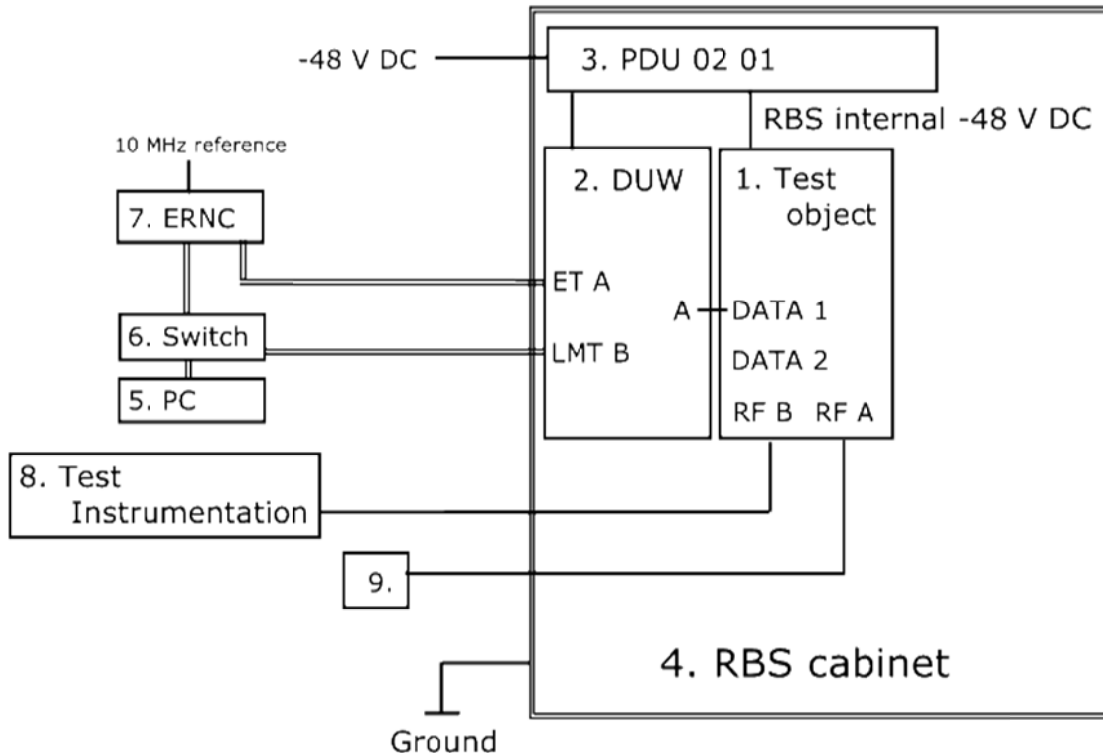 -48 V DC
3. PDU 02 01
RBS internal -48 V DC
10 MHz reference
7. ERNC
2. DUW
1. Test
object
ET A
A
DATA 1
6. Switch
LMT B
DATA 2
5. PC
RF B RF A
8. Test
Instrumentation
9.
4. RBS cabinet
Ground